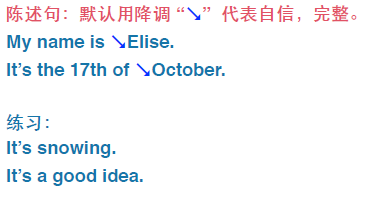 陈述句：默认用降调 “↘” 代表自信，完整。
My name is ↘Elise.
It’s the 17th of ↘October.
练习：
It’s snowing.
It’s a good idea.